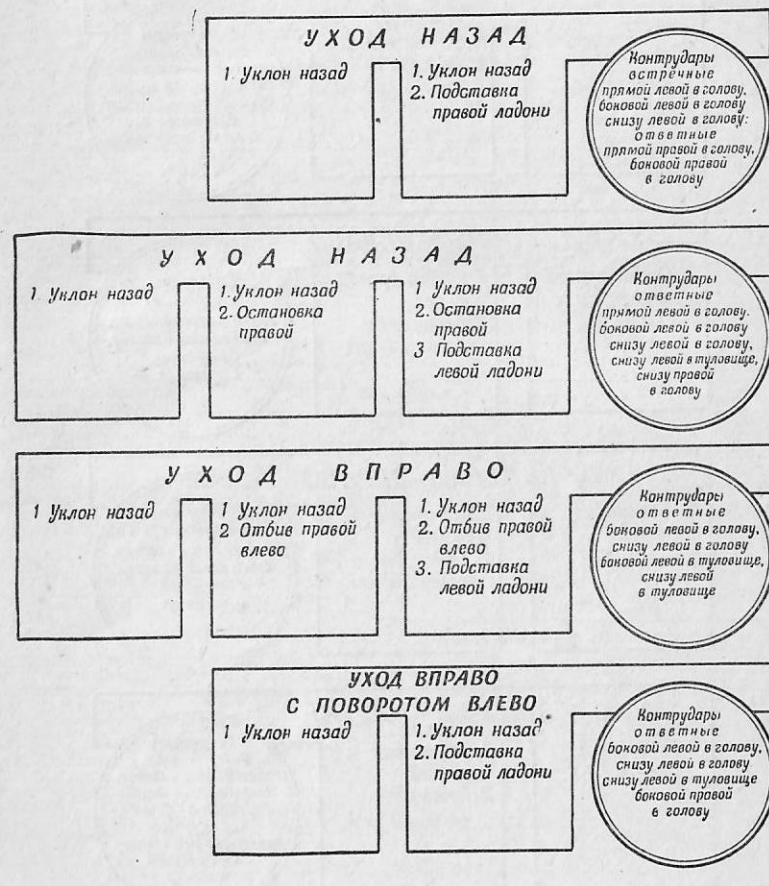 УХОД НАЗАД
1. Уклон назад
1. Уклон назад
2. Подставка
правой ладони
Контрудары
встречные
прямой левой в голову,
боковой левой в голову
снизу левой в голову:
ответные
прямой правой в голову,
боковой правой
в голову
УХОД НАЗАД
1. Уклон назад
1. Уклон назад
2. Остановка
правой
1 Уклон назад
2. Остановка
правой
3 Подставка
левой ладони
Контрудары
ответные
прямой левой в голову.
боковой левой в голову
снизу левой в голову,
снизу левой в туловище,
снизу правой
в голову
УХОД ВПРАВО
1 Уклон назад
1 Уклон назад
2 Отбив правой
влево
1. Уклон назад
2. Отбив правой
влево
3. Подставка
левой ладони
Контрудары
ответные
боковой левой в голову,
снизу левой в голову
боковой левой в туловище,
снизу левой
в туловище
УХОД ВПРАВО
С ПОВОРОТОМ ВЛЕВО
1 Уклон назад
1. Уклон назад
2. Подставка
правой ладони
Контрудары
ответные
боковой левой в голову,
снизу левой в голову
снизу левой в туловище
боковой правой
в голову